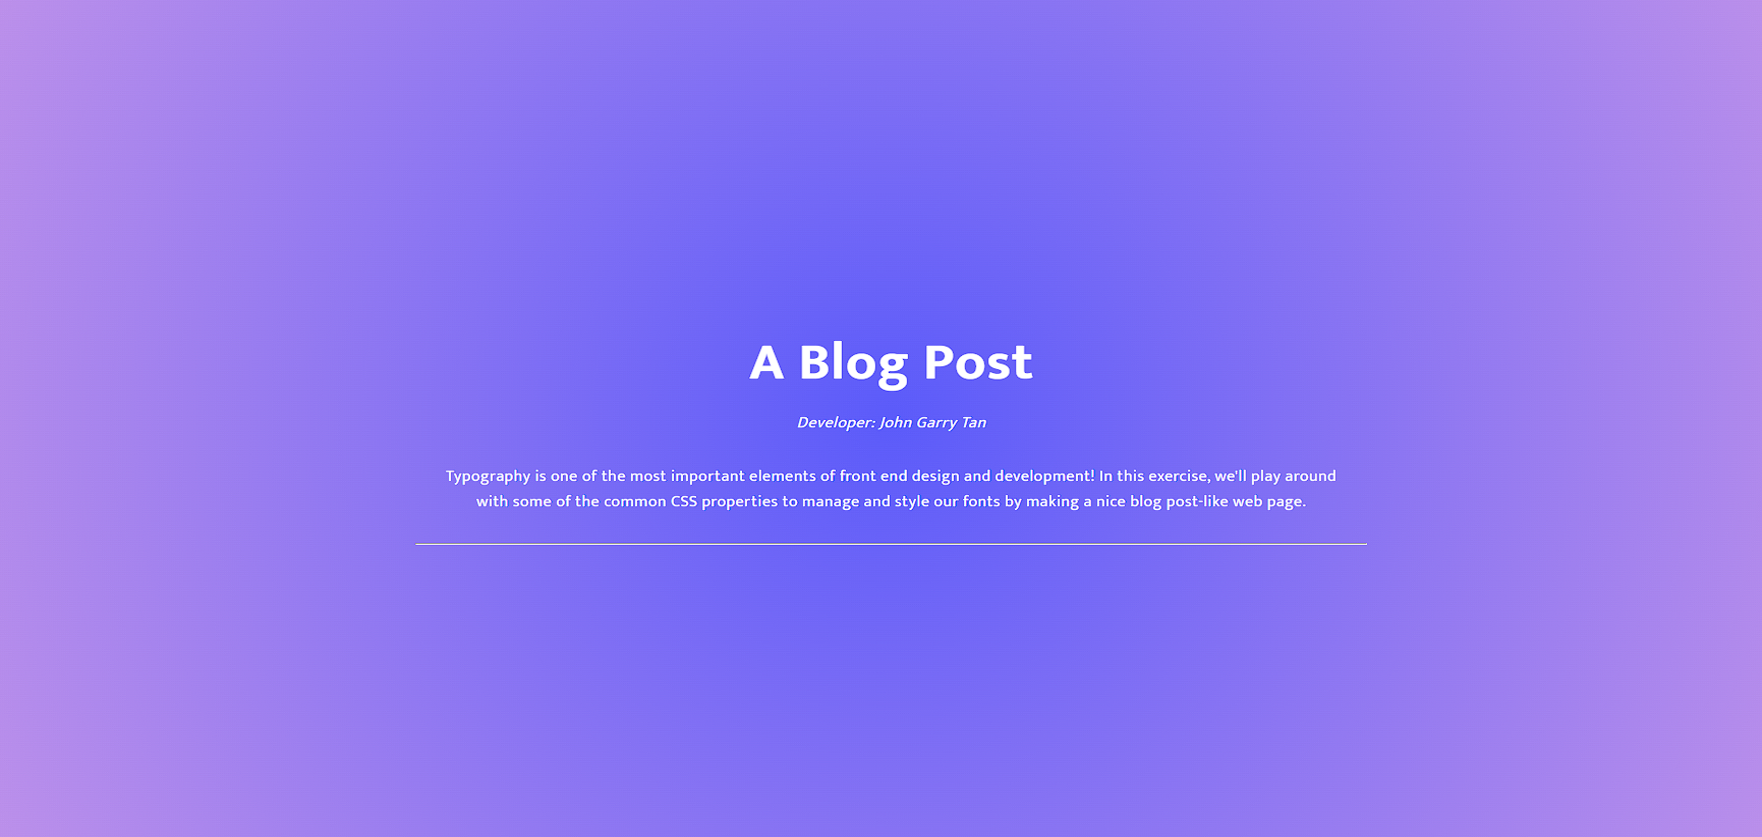 A Blog Post
Developer: John Garry Tan
Typography is one of the most important elements of front end design and development! In this exercise, we'll play around
with some of the common CSS properties to manage and style our fonts by making a nice blog post-like web page.